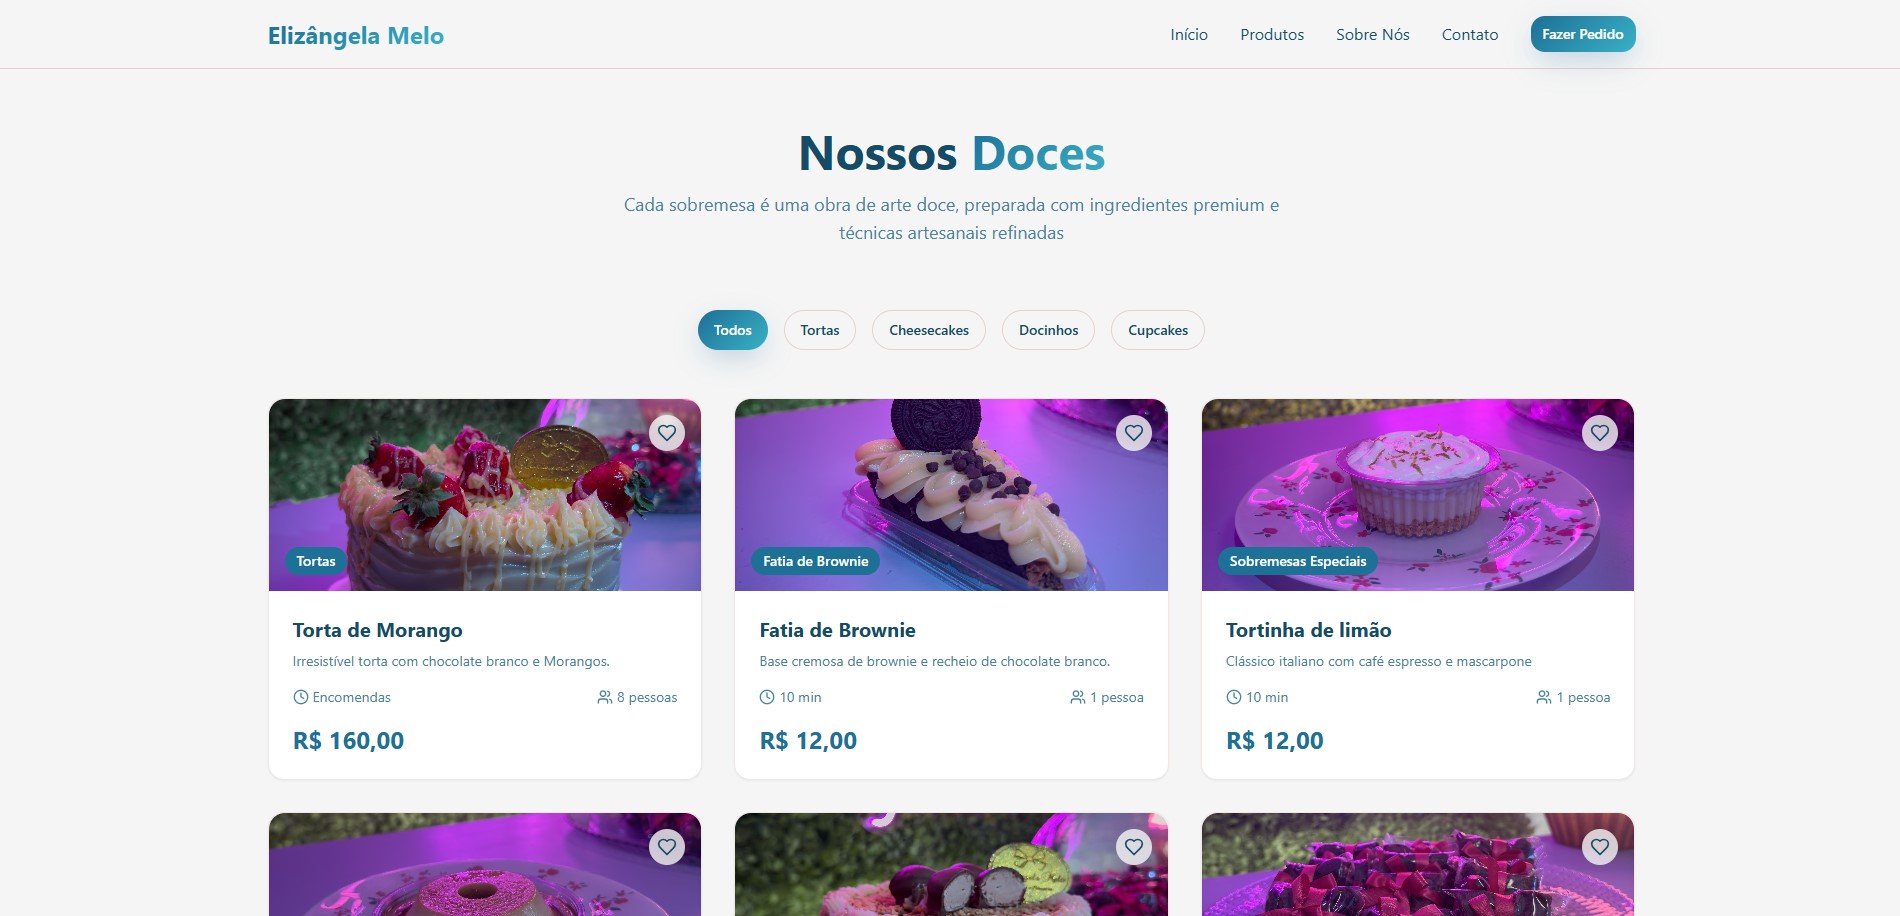 Elizângela Melo
Início
Produtos
Sobre Nós
Contato
Fazer Pedido
Nossos Doces
Cada sobremesa é uma obra de arte doce, preparada com ingredientes premium e
técnicas artesanais refinadas
Todos
Tortas
Cheesecakes
Docinhos
Cupcakes
Tortas
Torta de Morango
Irresistível torta com chocolate branco e Morangos.
Encomendas
8 pessoas
R$ 160,00
Fatia de Brownie
Fatia de Brownie
Base cremosa de brownie e recheio de chocolate branco.
10 min
1 pessoa
R$ 12,00
Sobremesas Especiais
Tortinha de limão
Clássico italiano com café espresso e mascarpone
10 min
1 pessoa
R$ 12,00